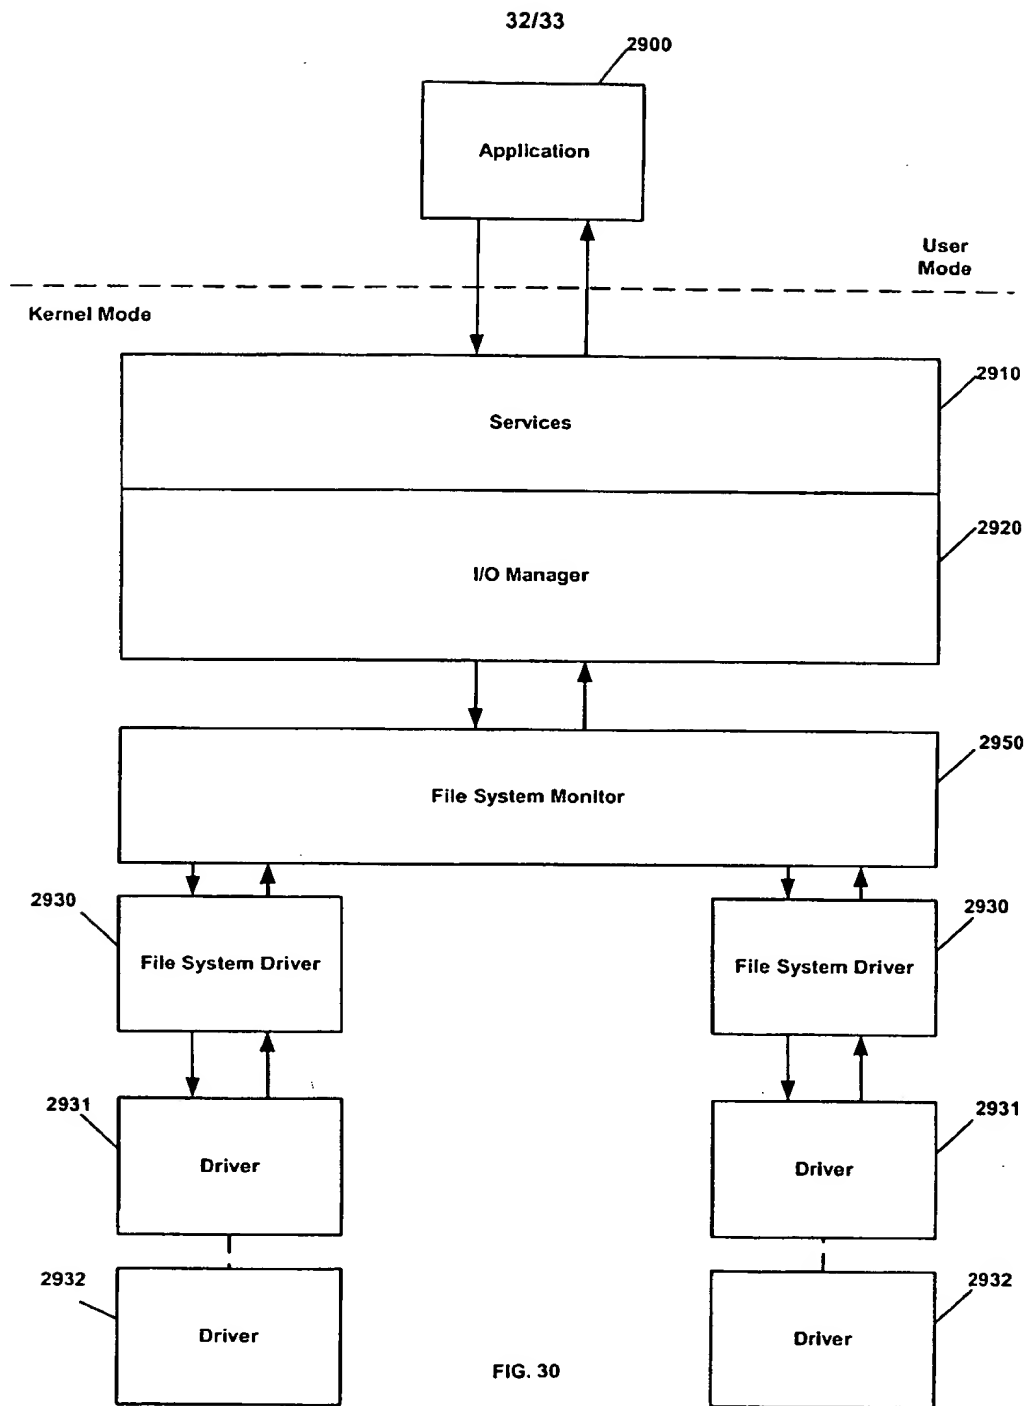 32/33
2900
Application
User
Mode
Kernel Mode
2910
Services
2920
I/O Manager
2950
File System Monitor
2930
2930
File System Driver
File System Driver
2931
2931
Driver
Driver
2932
2932
Driver
Driver
FIG. 30